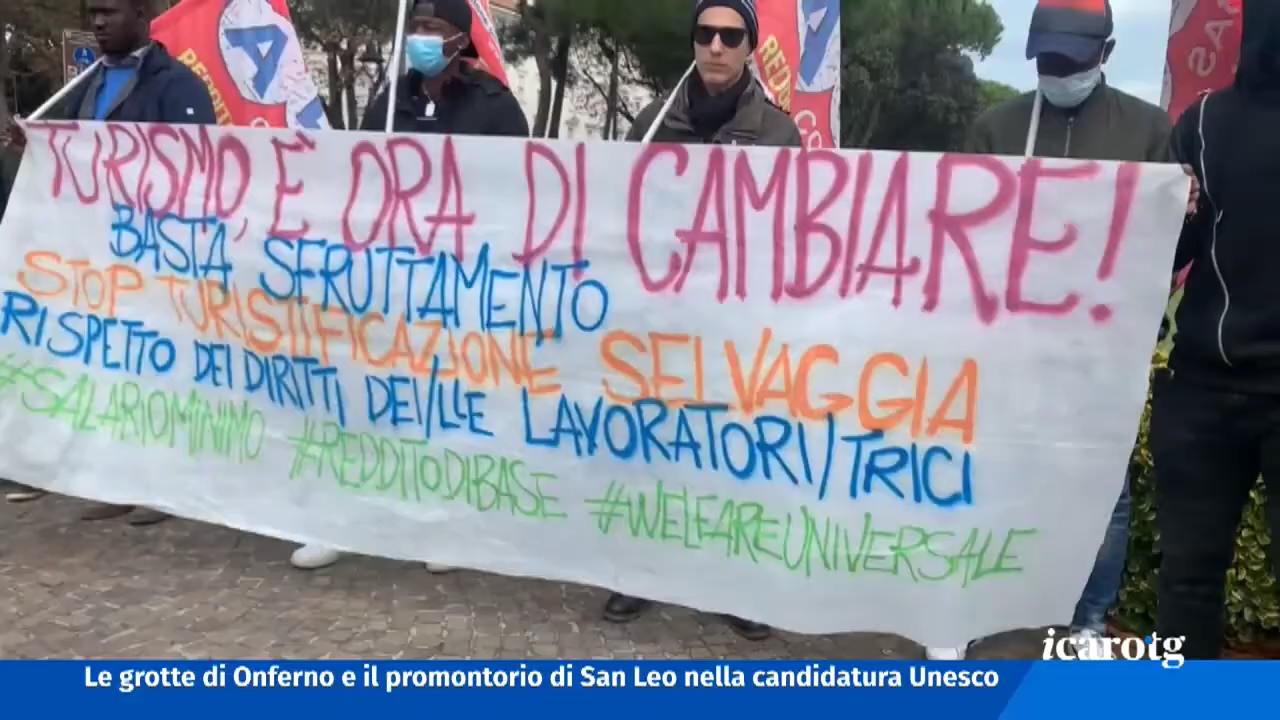 TURISMO, È ORA DI CAMBIARE!
BASTA SFRUTTAMENTO
STOP TURISTIFICAZIONE SELVAGGIA
RISPETTO DEI DIRITTI DEI/LLE LAVORATORI/TRICI
#SALARIOMINIMO #REDDITODIBASE #WELFAREUNIVERSALE
icarotg
Le grotte di Onferno e il promontorio di San Leo nella candidatura Unesco